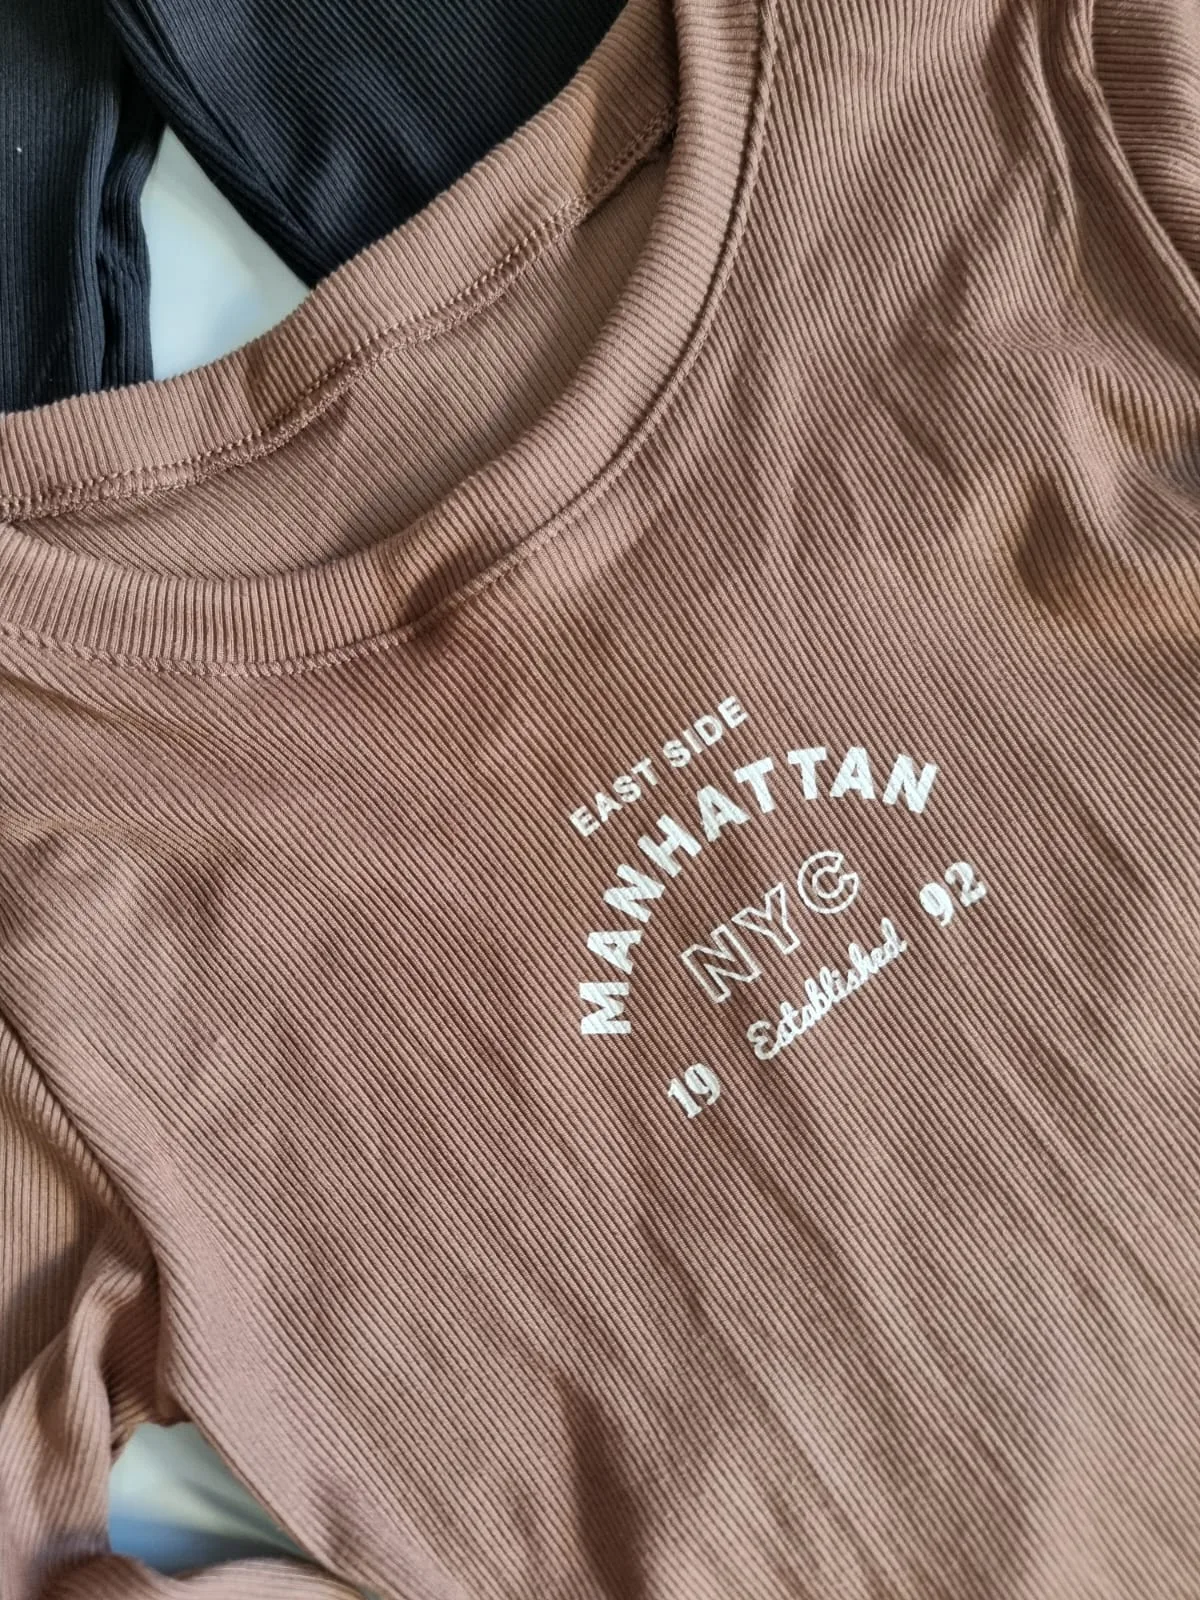 EAST SIDE
MANHATTAN
NYC
Established
19 92